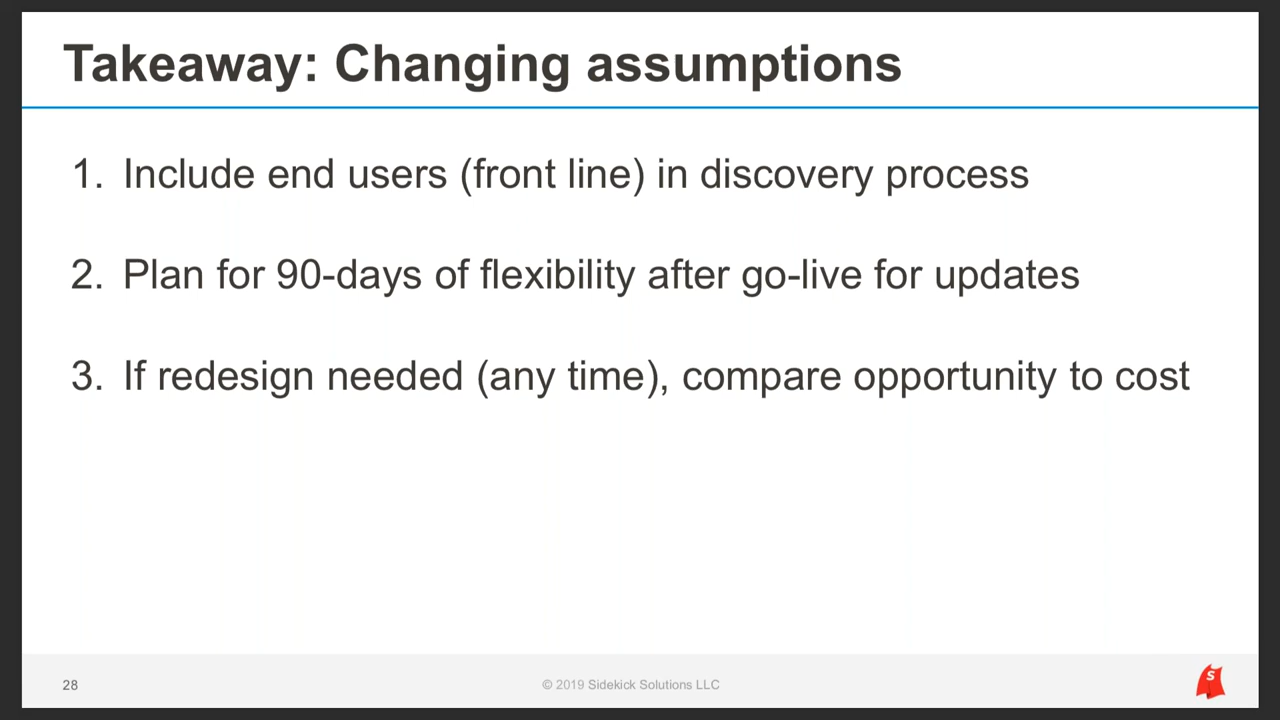 Takeaway: Changing assumptions
1. Include end users (front line) in discovery process
2. Plan for 90-days of flexibility after go-live for updates
3. If redesign needed (any time), compare opportunity to cost
28
© 2019 Sidekick Solutions LLC
S